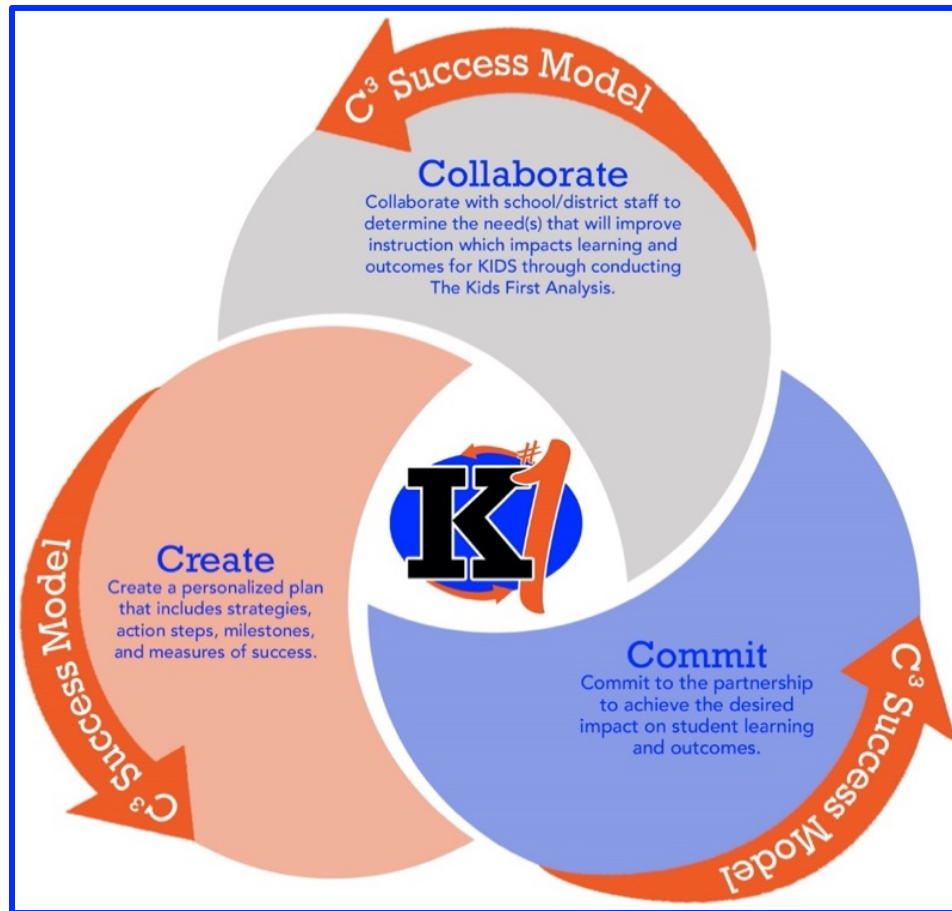 C³ Success Model
Collaborate
Collaborate with school/district staff to
determine the need(s) that will improve
instruction which impacts learning and
outcomes for KIDS through conducting
The Kids First Analysis.
K#1
Create
Create a personalized plan
that includes strategies,
action steps, milestones,
and measures of success.
C³ Success Model
Commit
Commit to the partnership
to achieve the desired
impact on student learning
and outcomes.
C³ Success Model